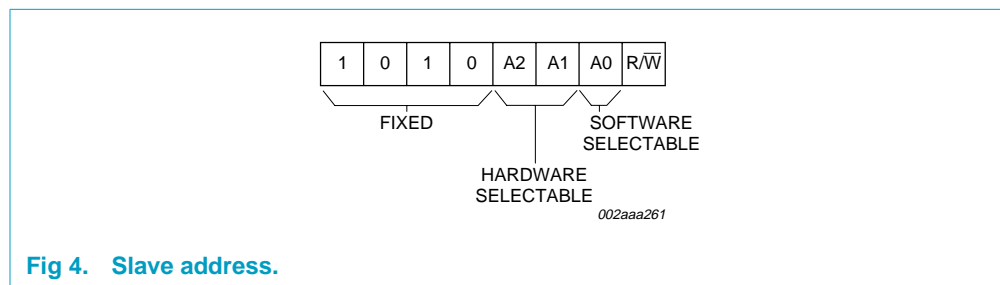 1 0 1 0 A2 A1 A0 R/W̅
FIXED
SOFTWARE
SELECTABLE
HARDWARE
SELECTABLE
002aaa261
Fig 4. Slave address.